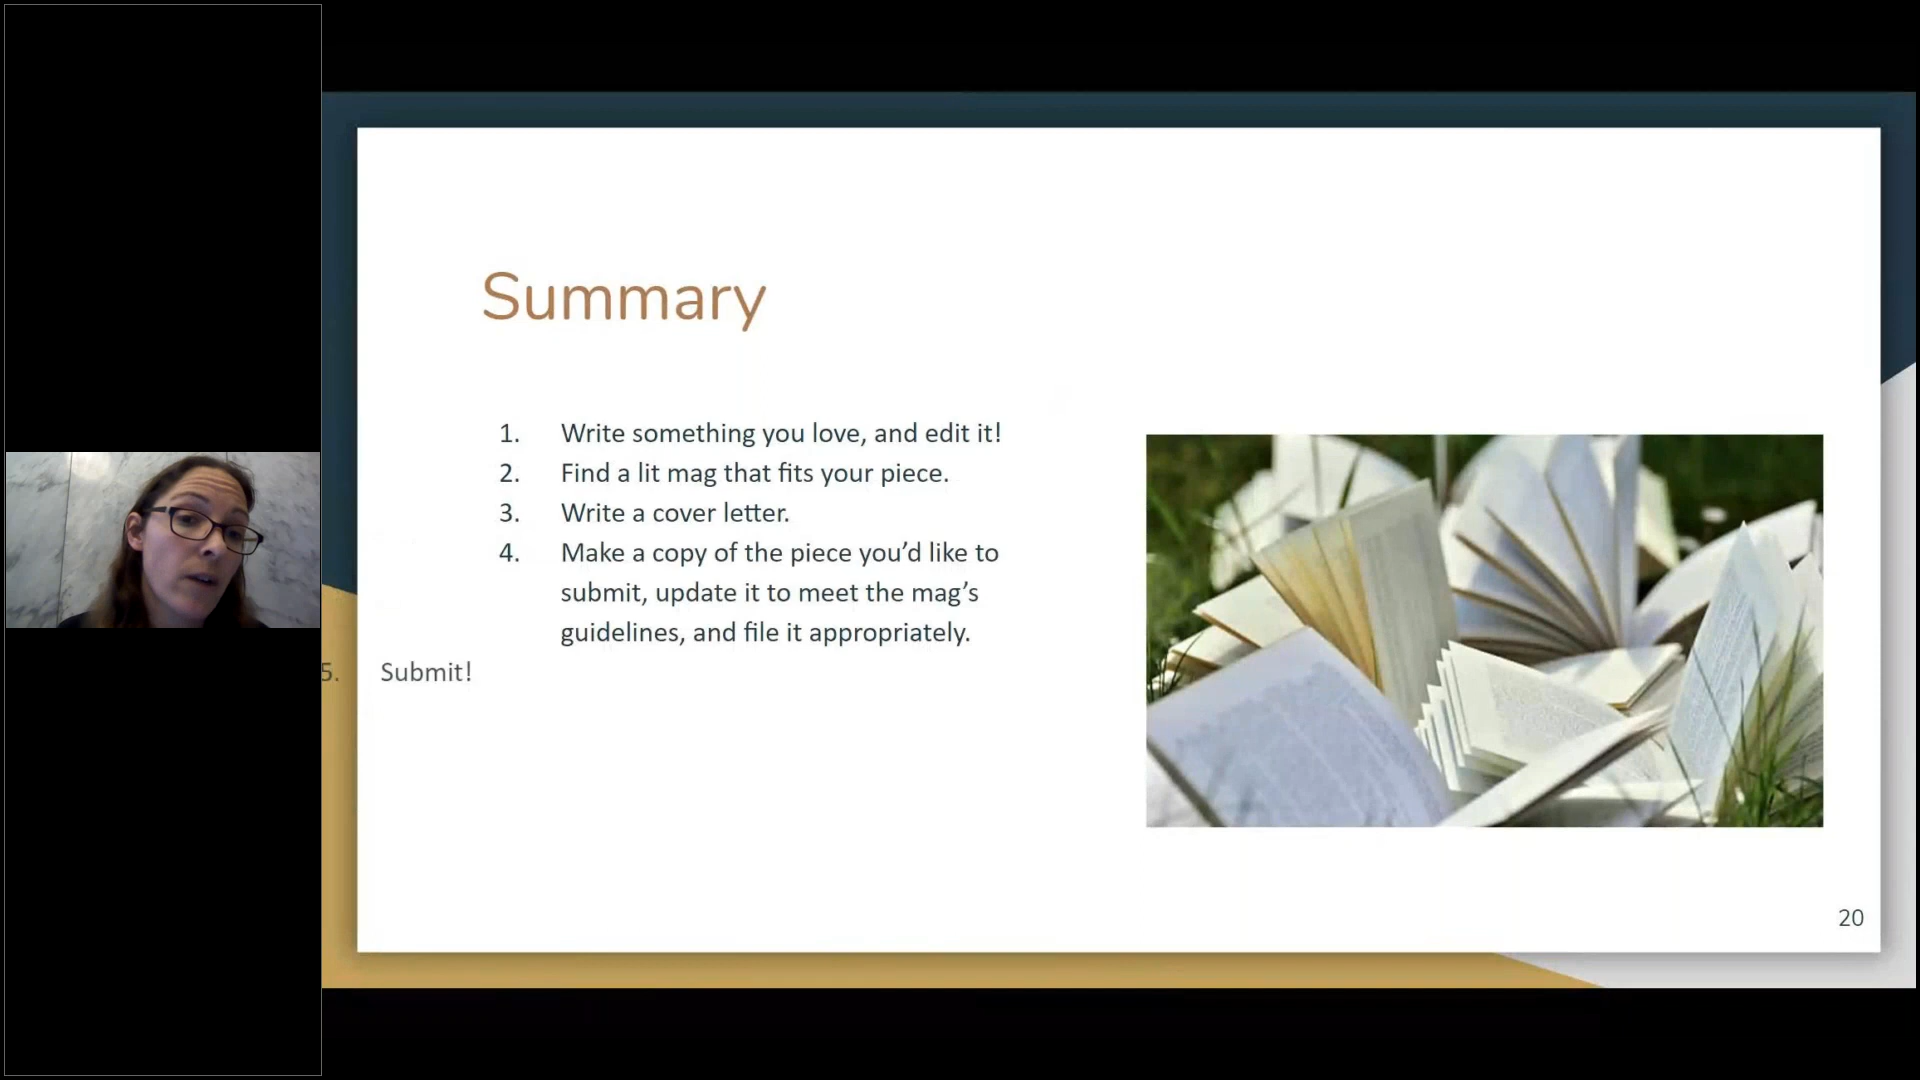 Summary
1. Write something you love, and edit it!
2. Find a lit mag that fits your piece.
3. Write a cover letter.
4. Make a copy of the piece you’d like to
submit, update it to meet the mag’s
guidelines, and file it appropriately.
5. Submit!
20